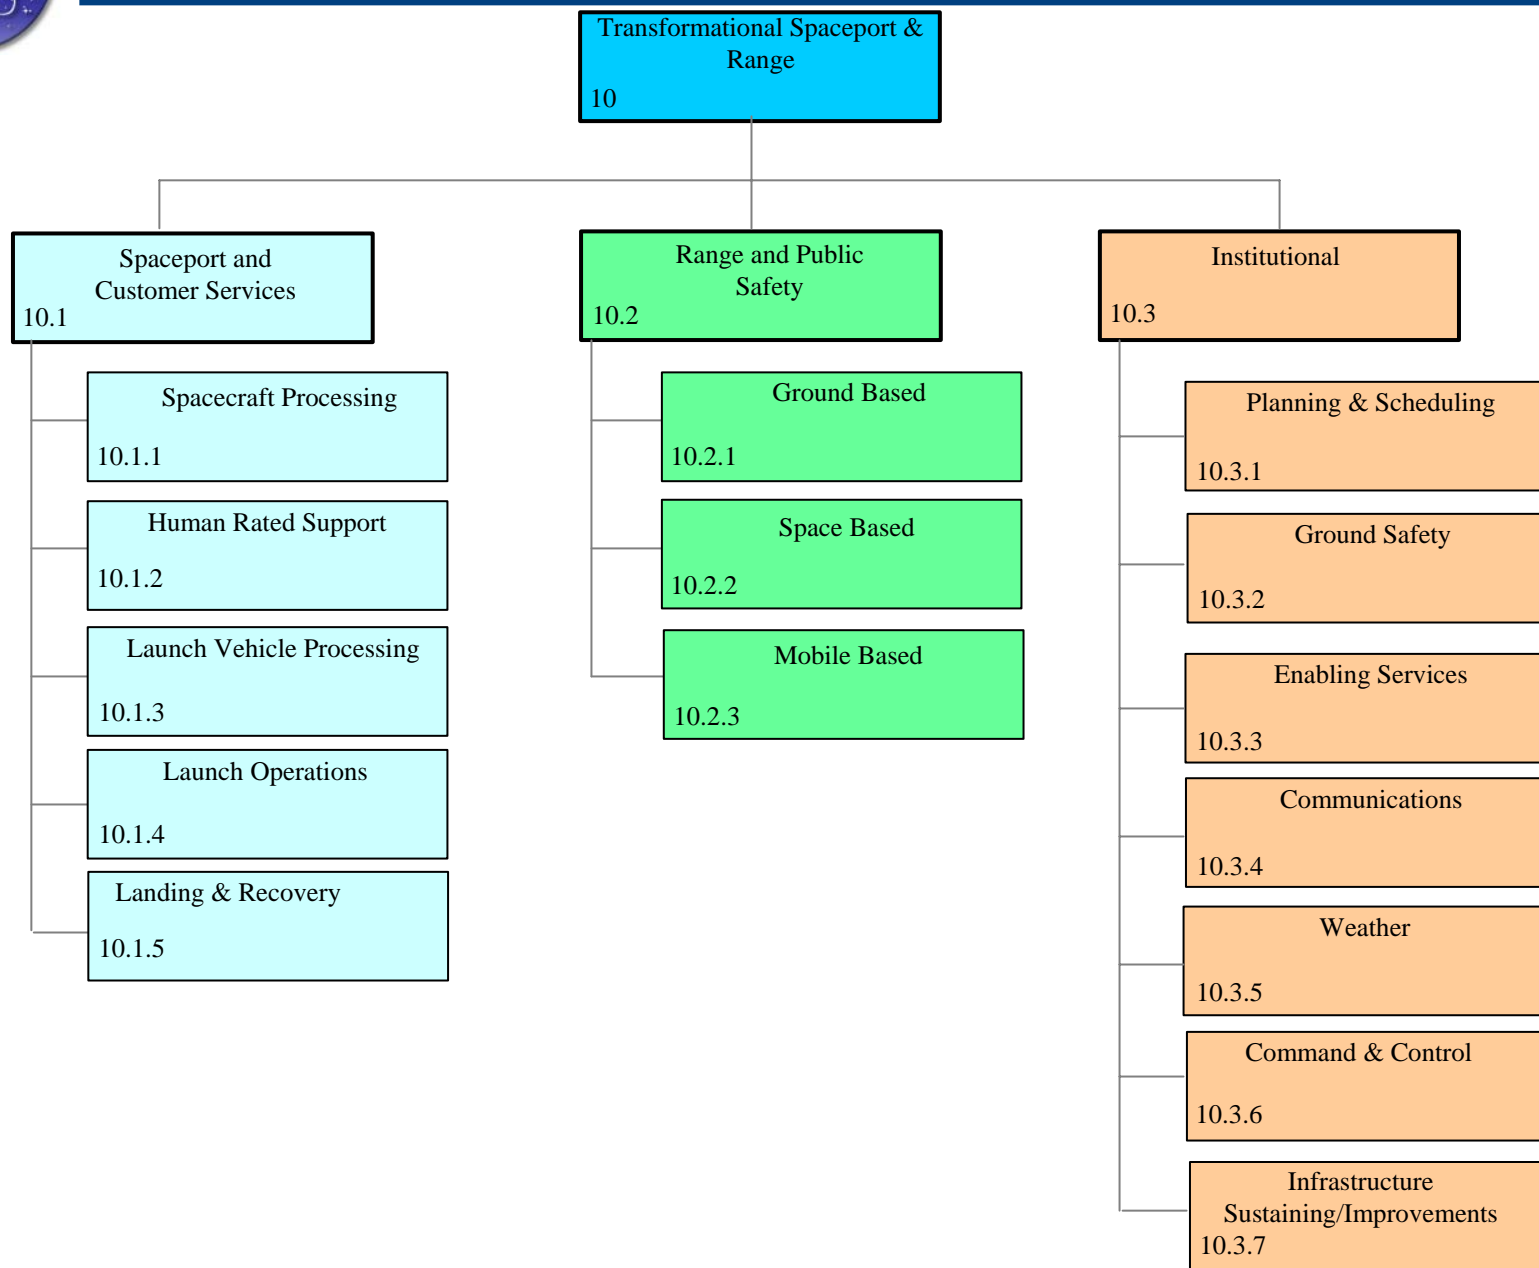 Transformational Spaceport &
Range
10
Spaceport and
Customer Services
10.1
Spacecraft Processing
10.1.1
Human Rated Support
10.1.2
Launch Vehicle Processing
10.1.3
Launch Operations
10.1.4
Landing & Recovery
10.1.5
Range and Public
Safety
10.2
Ground Based
10.2.1
Space Based
10.2.2
Mobile Based
10.2.3
Institutional
10.3
Planning & Scheduling
10.3.1
Ground Safety
10.3.2
Enabling Services
10.3.3
Communications
10.3.4
Weather
10.3.5
Command & Control
10.3.6
Infrastructure
Sustaining/Improvements
10.3.7